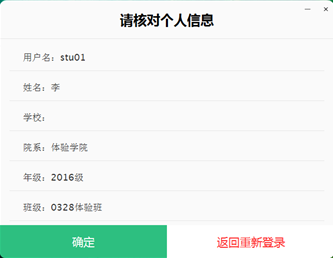 请核对个人信息
用户名：stu01
姓名：李
学校：
院系：体验学院
年级：2016级
班级：0328体验班
确定 返回重新登录